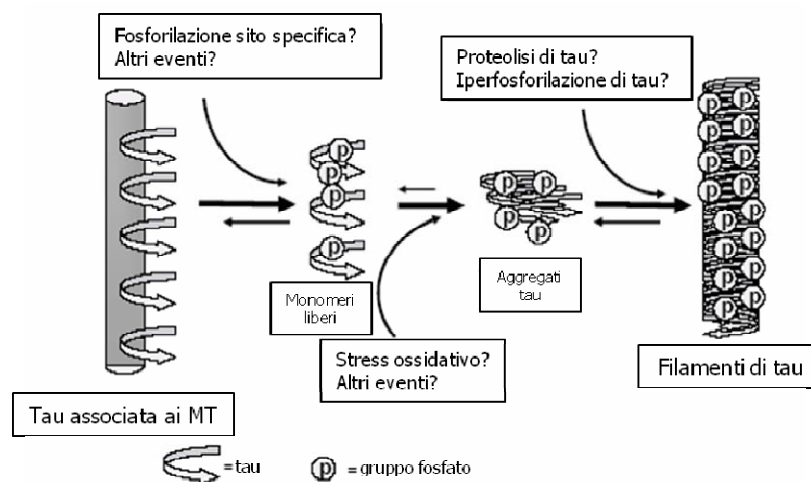 Fosforilazione sito specifica?
Altri eventi?
Proteolisi di tau?
Iperfosforilazione di tau?
p p
p p
p p
p p
p p
p p
p p
p p
p
p
p
p
p p
p
p
Monomeri
liberi
Aggregati
tau
Stress ossidativo?
Altri eventi?
Filamenti di tau
Tau associata ai MT
=tau
p = gruppo fosfato